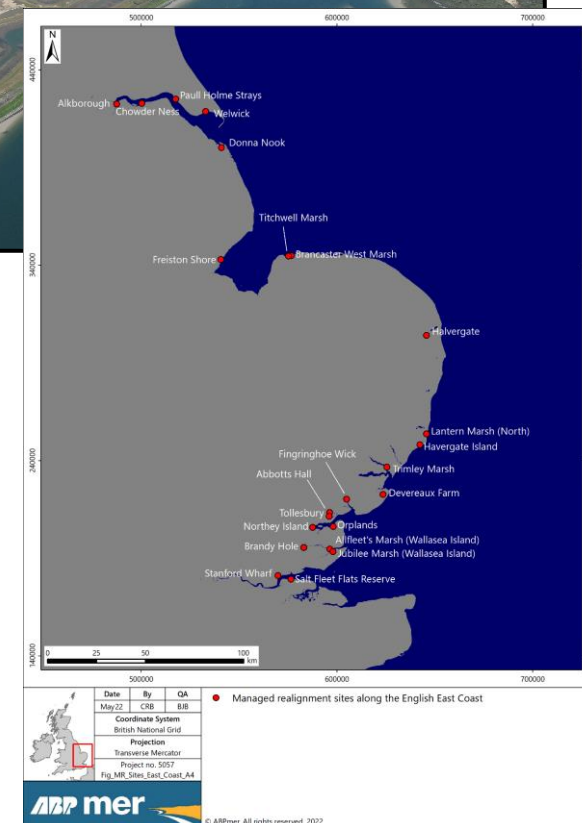 500000
600000
700000
N
440000
Paull Holme Strays
Alkborough
Chowder Ness
Welwick
Donna Nook
Titchwell Marsh
340000
Freiston Shore
Brancaster West Marsh
Halvergate
Lantern Marsh (North)
Havergate Island
240000
Fingringhoe Wick
Trimley Marsh
Abbotts Hall
Devereaux Farm
Tollesbury
Northey Island
Orplands
Brandy Hole
Allfleet's Marsh (Wallasea Island)
Jubilee Marsh (Wallasea Island)
Stanford Wharf
Salt Fleet Flats Reserve
0 25 50 100
km
140000
500000
600000
700000
Date By QA
May22 CRB BJB
Coordinate System
British National Grid
Projection
Transverse Mercator
Project no. 5057
Fig_MR_Sites_East_Coast_A4
Managed realignment sites along the English East Coast
ABPmer
© ABPmer, All rights reserved, 2022